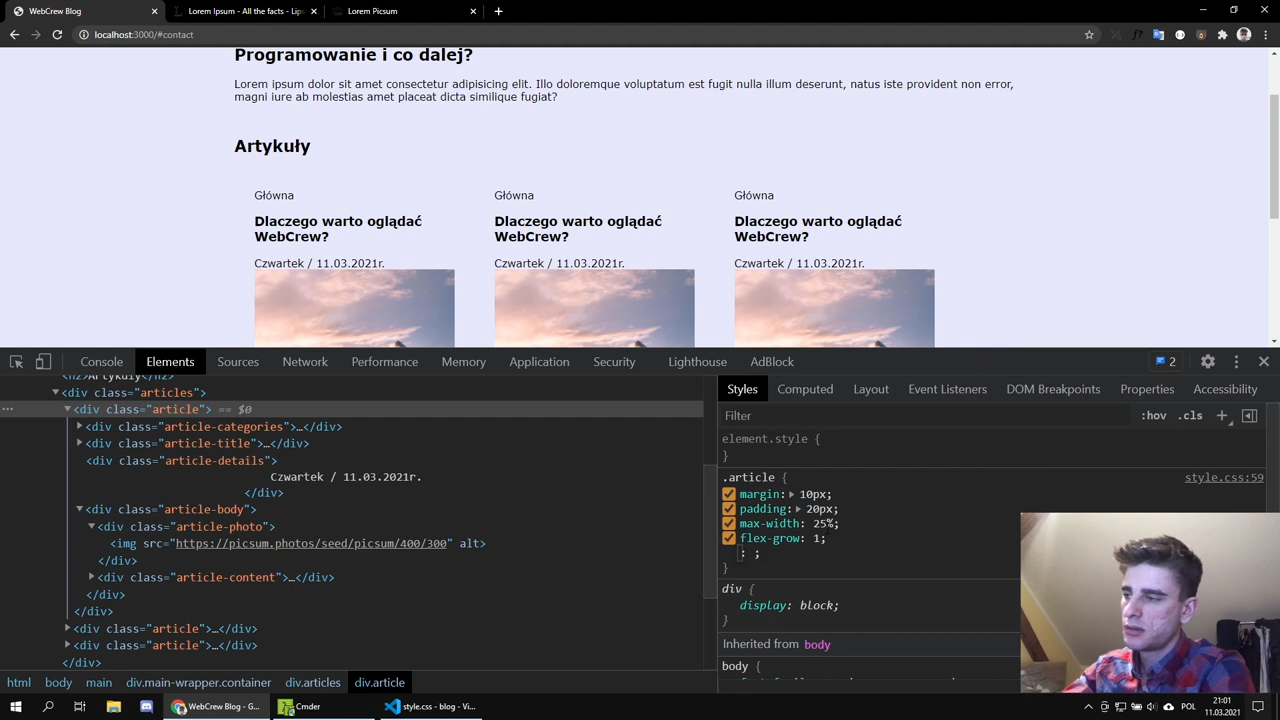 WebCrew Blog
Lorem Ipsum - All the facts - Lips
Lorem Picsum
localhost:3000/#contact
Programowanie i co dalej?
Lorem ipsum dolor sit amet consectetur adipisicing elit. Illo doloremque voluptatum est fugit nulla illum deserunt, natus iste provident non error,
magni iure ab molestias amet placeat dicta similique fugiat?
Artykuły
Główna Główna Główna
Dlaczego warto oglądać Dlaczego warto oglądać Dlaczego warto oglądać
WebCrew? WebCrew? WebCrew?
Czwartek / 11.03.2021r. Czwartek / 11.03.2021r. Czwartek / 11.03.2021r.
Console Elements Sources Network Performance Memory Application Security Lighthouse AdBlock 2
<div class="articles">
<div class="article"> == $0
<div class="article-categories">…</div>
<div class="article-title">…</div>
<div class="article-details">
Czwartek / 11.03.2021r.
</div>
<div class="article-body">
<div class="article-photo">
<img src="https://picsum.photos/seed/picsum/400/300" alt>
</div>
<div class="article-content">…</div>
</div>
</div>
<div class="article">…</div>
<div class="article">…</div>
</div>
html body main div.main-wrapper.container div.articles div.article
Styles Computed Layout Event Listeners DOM Breakpoints Properties Accessibility
Filter :hov .cls
element.style {
}
.article { style.css:59
margin: 10px;
padding: 20px;
max-width: 25%;
flex-grow: 1;
: ;
}
div {
display: block;
}
Inherited from body
body {
WebCrew Blog - G...
Cmder
style.css - blog - Vi...
POL
21:01
11.03.2021